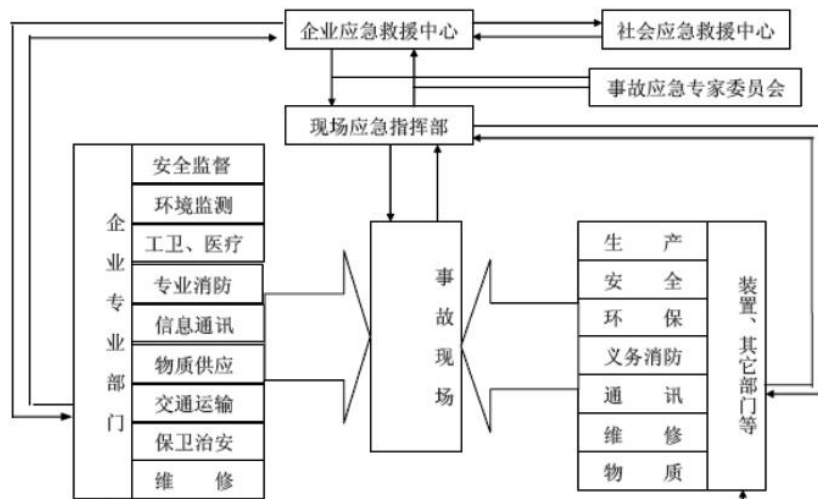 企业应急救援中心
社会应急救援中心
事故应急专家委员会
现场应急指挥部
企业专业部门
安全监督
环境监测
工卫、医疗
专业消防
信息通讯
物质供应
交通运输
保卫治安
维 修
事故现场
生 产
安 全
环 保
义务消防
通 讯
维 修
物 质
装置、其它部门等